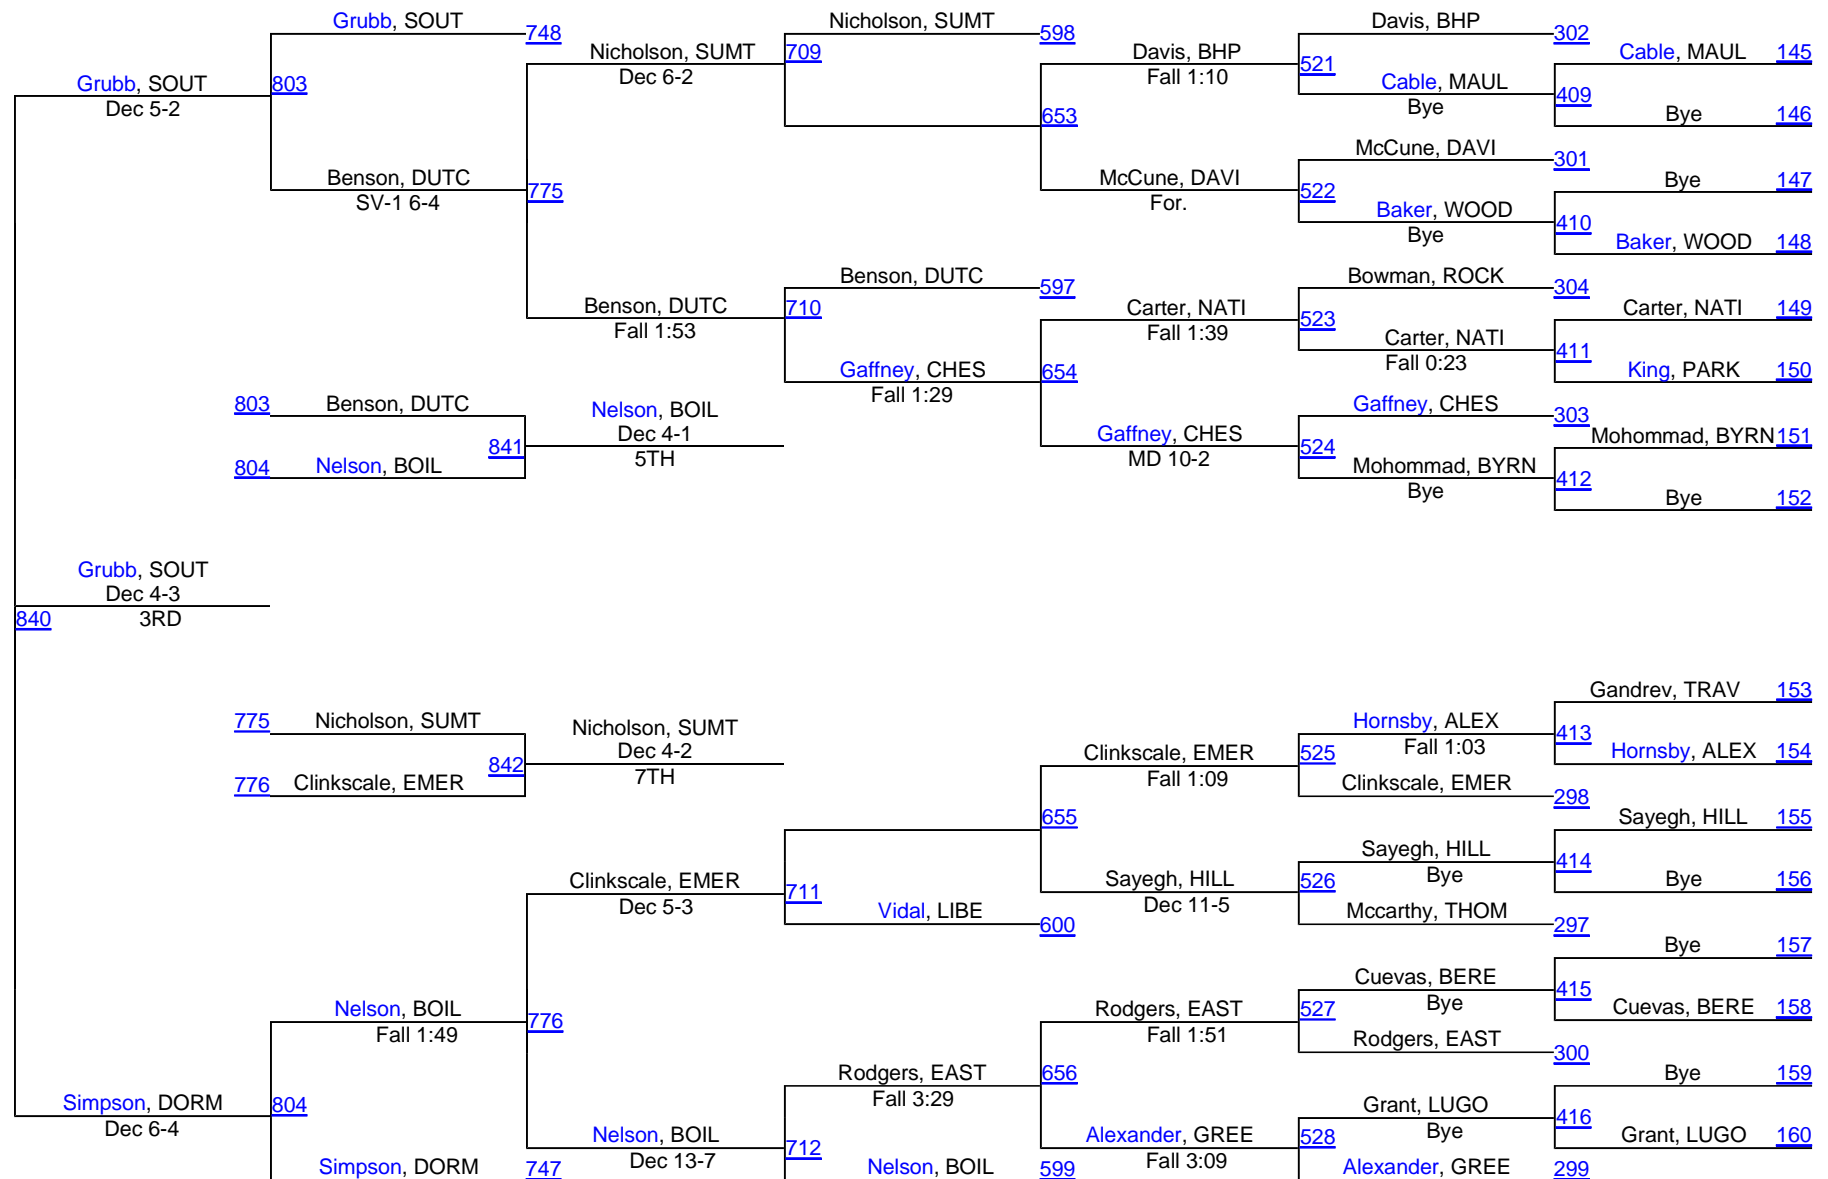 Grubb, SOUT
748
Nicholson, SUMT
598
Davis, BHP
302
Nicholson, SUMT
709
Dec 6-2
Davis, BHP
Fall 1:10
521
Cable, MAUL 145
Grubb, SOUT
803
Dec 5-2
Cable, MAUL
Bye
409
Bye 146
653
McCune, DAVI
301
Benson, DUTC
SV-1 6-4
775
McCune, DAVI
For.
522
Bye 147
Baker, WOOD
Bye
410
Baker, WOOD 148
Benson, DUTC
597
Bowman, ROCK
304
Benson, DUTC
Fall 1:53
710
Carter, NATI
Fall 1:39
523
Carter, NATI 149
Carter, NATI
Fall 0:23
411
King, PARK 150
Gaffney, CHES
Fall 1:29
654
803 Benson, DUTC
Nelson, BOIL
Dec 4-1
5TH
841
804 Nelson, BOIL
Gaffney, CHES
303
Gaffney, CHES
MD 10-2
524
Mohommad, BYRN 151
Mohommad, BYRN
Bye
412
Bye 152
Grubb, SOUT
Dec 4-3
3RD
840
Gandrev, TRAV 153
775 Nicholson, SUMT
Nicholson, SUMT
Dec 4-2
7TH
842
776 Clinkscale, EMER
Hornsby, ALEX
Fall 1:03
413
Hornsby, ALEX 154
Clinkscale, EMER
Fall 1:09
525
Clinkscale, EMER
298
655
Sayegh, HILL 155
Sayegh, HILL
Bye
414
Bye 156
Clinkscale, EMER
Dec 5-3
711
Sayegh, HILL
Dec 11-5
526
Vidal, LIBE
600
Mccarthy, THOM
297
Bye 157
Cuevas, BERE
Bye
415
Cuevas, BERE 158
Nelson, BOIL
Fall 1:49
776
Rodgers, EAST
Fall 1:51
527
Rodgers, EAST
300
Rodgers, EAST
Fall 3:29
656
Bye 159
Simpson, DORM
Dec 6-4
804
Grant, LUGO
Bye
416
Grant, LUGO 160
Nelson, BOIL
Dec 13-7
712
Alexander, GREE
Fall 3:09
528
Simpson, DORM
747
Nelson, BOIL
599
Alexander, GREE
299